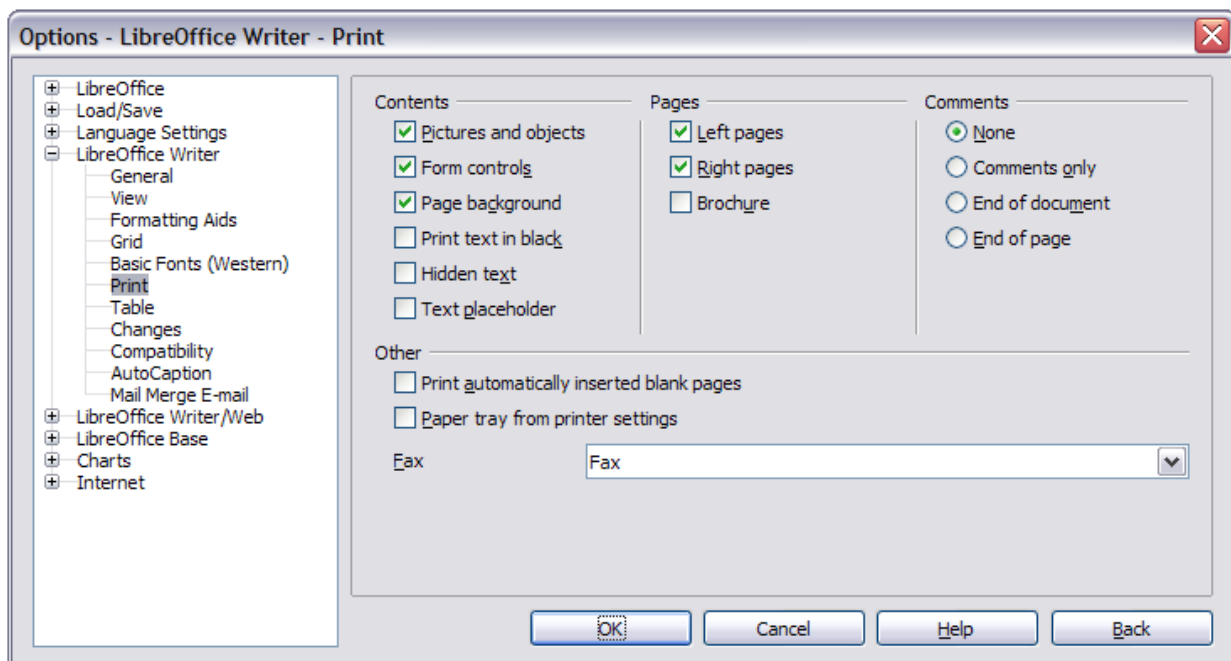 Options - LibreOffice Writer - Print
LibreOffice
Load/Save
Language Settings
LibreOffice Writer
General
View
Formatting Aids
Grid
Basic Fonts (Western)
Print
Table
Changes
Compatibility
AutoCaption
Mail Merge E-mail
LibreOffice Writer/Web
LibreOffice Base
Charts
Internet
Contents
Pictures and objects
Form controls
Page background
Print text in black
Hidden text
Text placeholder
Pages
Left pages
Right pages
Brochure
Comments
None
Comments only
End of document
End of page
Other
Print automatically inserted blank pages
Paper tray from printer settings
Fax
Fax
OK
Cancel
Help
Back